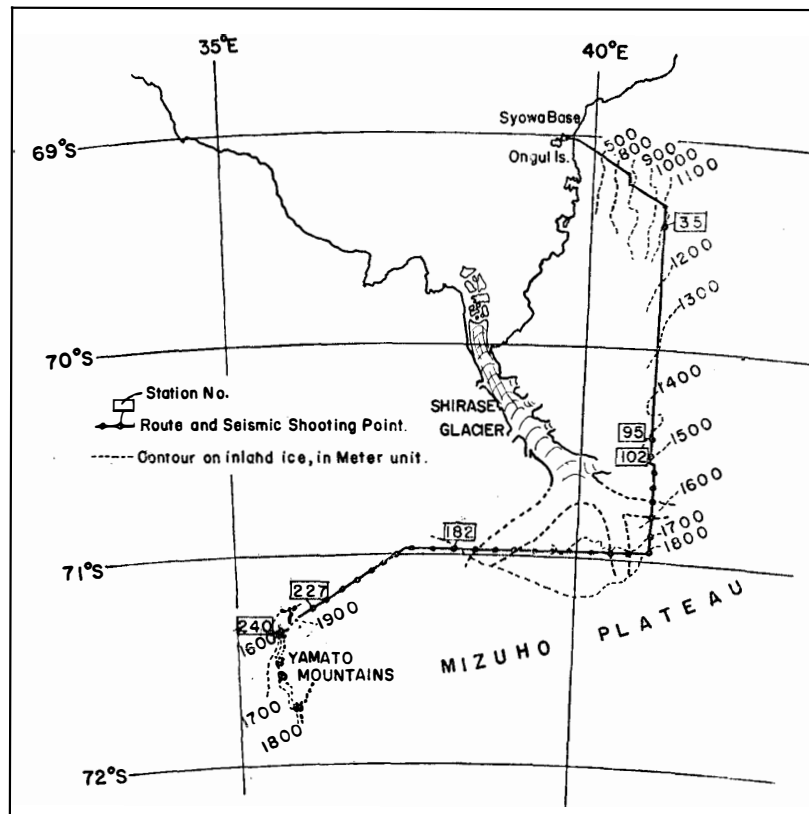 35°E
40°E
Syowa Base
69°S
Ongul Is.
500
800
900
1000
1100
35
1200
1300
70°S
1400
Station No.
SHIRASE
GLACIER
Route and Seismic Shooting Point.
95
1500
102
Contour on inland ice, in Meter unit.
1600
1700
182
1800
71°S
227
1900
240
1600
MIZUHO PLATEAU
YAMATO
MOUNTAINS
1700
1800
72°S